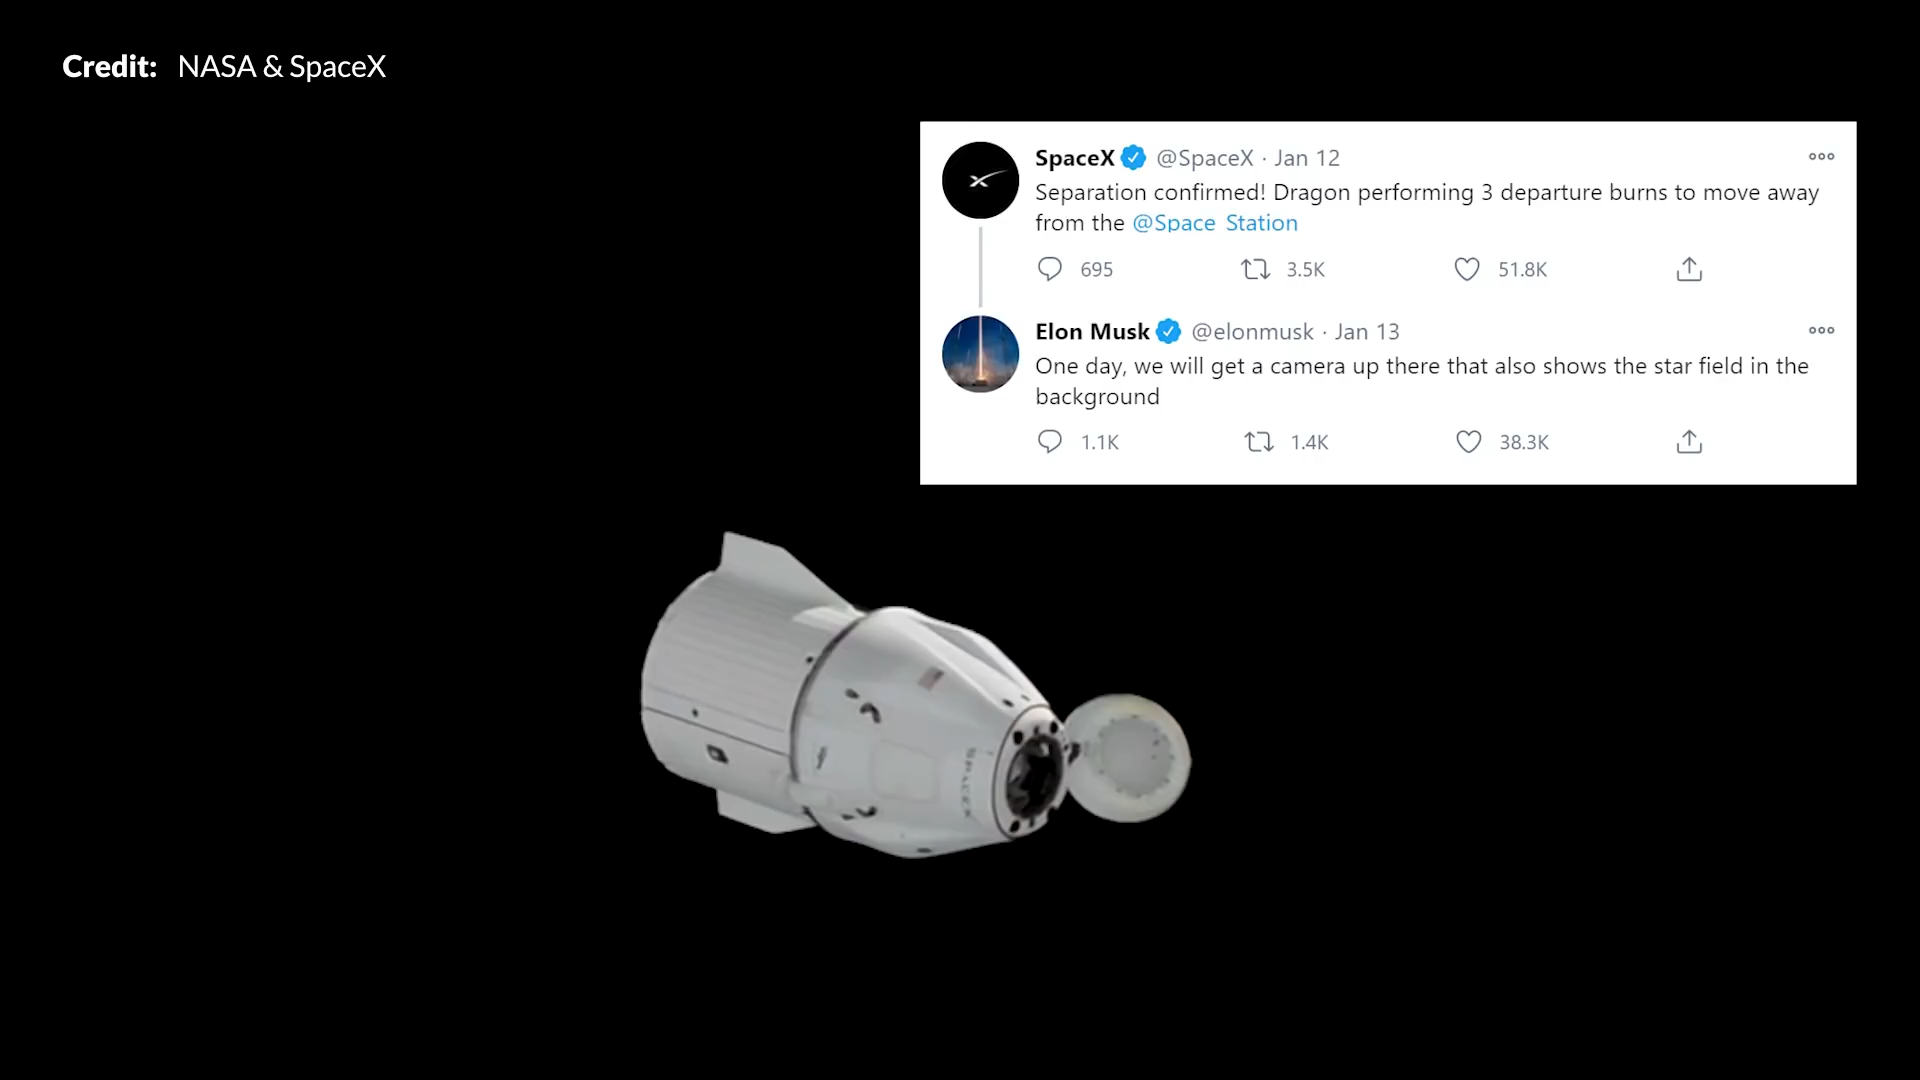 Credit: NASA & SpaceX
SpaceX @SpaceX · Jan 12
Separation confirmed! Dragon performing 3 departure burns to move away
from the @Space_Station
695 3.5K 51.8K
Elon Musk @elonmusk · Jan 13
One day, we will get a camera up there that also shows the star field in the
background
1.1K 1.4K 38.3K
SPACEX